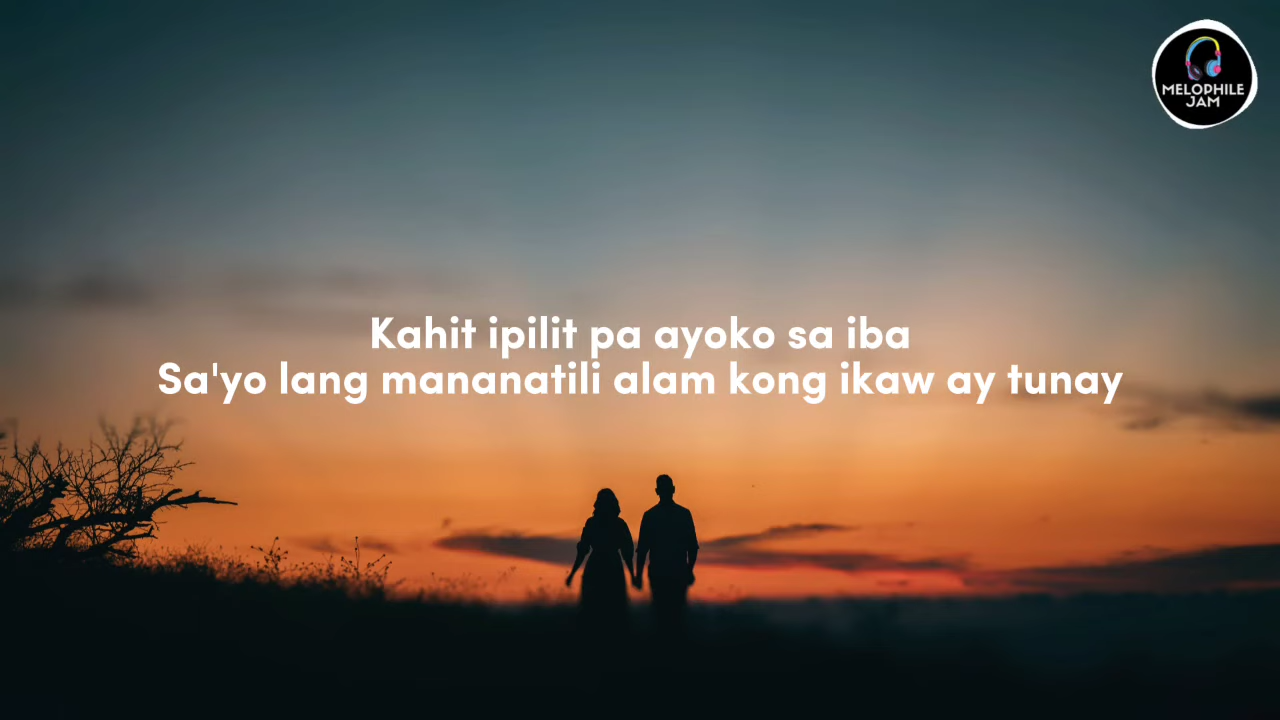 MELOPHILE
JAM
Kahit ipilit pa ayoko sa iba
Sa'yo lang mananatili alam kong ikaw ay tunay